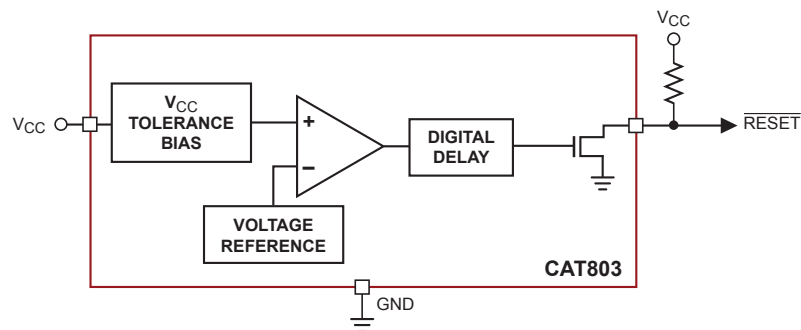 VCC
VCC
VCC
TOLERANCE
BIAS
+
−
DIGITAL
DELAY
RESET
VOLTAGE
REFERENCE
CAT803
GND